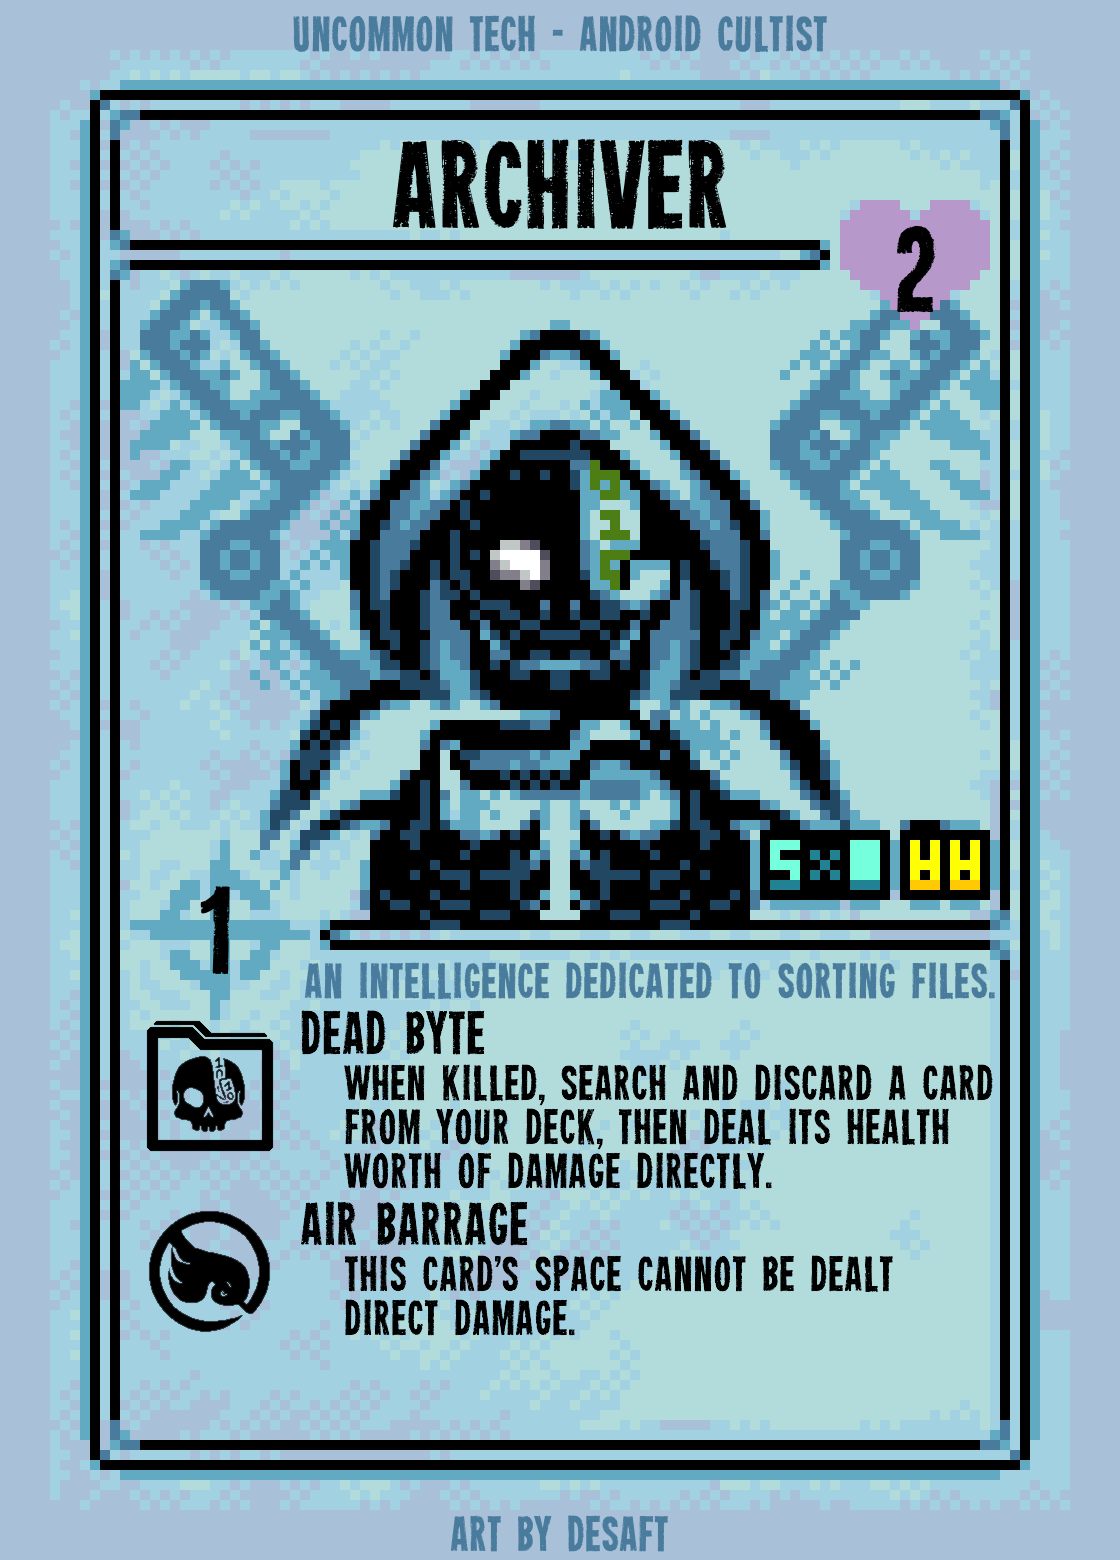 UNCOMMON TECH - ANDROID CULTIST
ARCHIVER
2
5 x
1
AN INTELLIGENCE DEDICATED TO SORTING FILES.
DEAD BYTE
WHEN KILLED, SEARCH AND DISCARD A CARD
FROM YOUR DECK, THEN DEAL ITS HEALTH
WORTH OF DAMAGE DIRECTLY.
AIR BARRAGE
THIS CARD'S SPACE CANNOT BE DEALT
DIRECT DAMAGE.
ART BY DESAFT